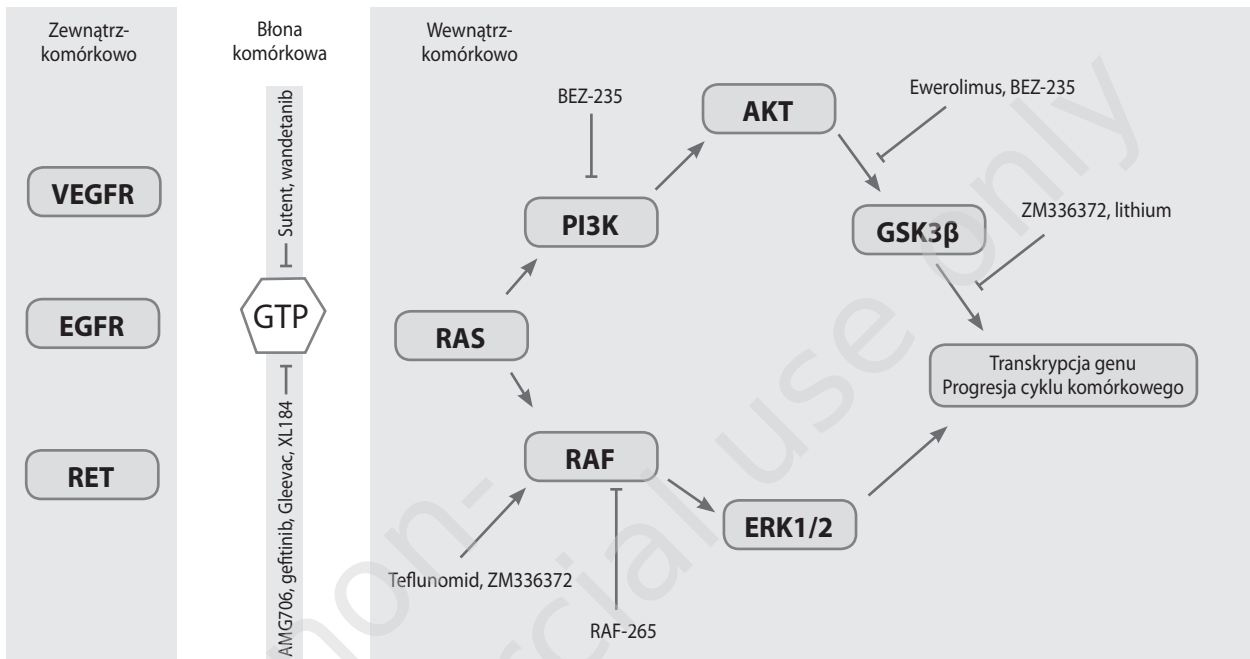 Zewnątrz-
komórkowo
Błona
komórkowa
Wewnątrz-
komórkowo
VEGFR
EGFR
RET
Sutent, wandetanib
GTP
AMG706, gefitinib, Gleevac, XL184
BEZ-235
AKT
Ewerolimus, BEZ-235
PI3K
GSK3β
ZM336372, lithium
RAS
Transkrypcja genu
Progresja cyklu komórkowego
RAF
ERK1/2
Teflunomid, ZM336372
RAF-265
only
use
non-